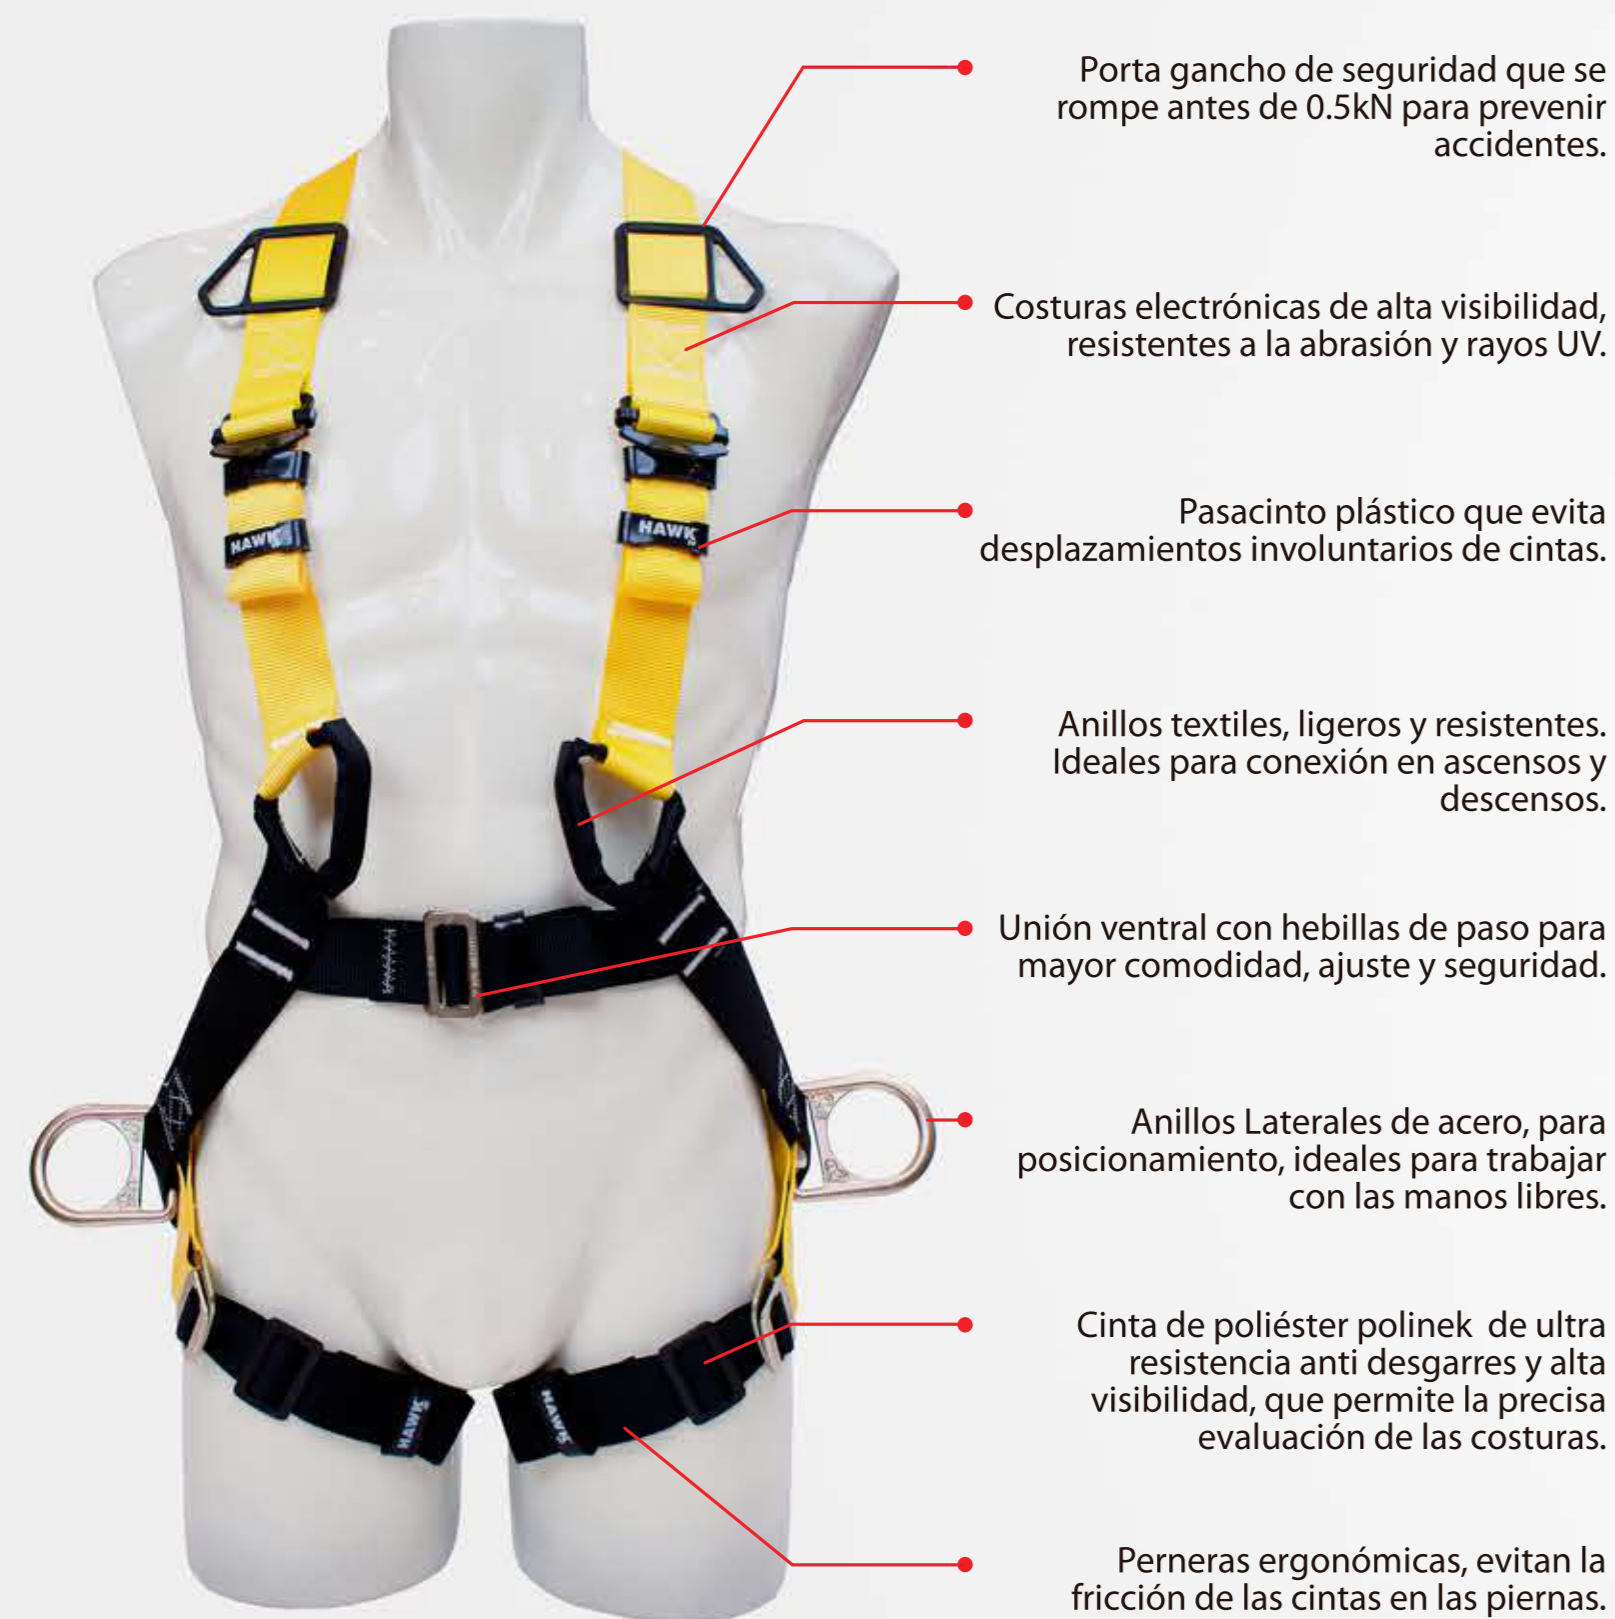 Porta gancho de seguridad que se
rompe antes de 0.5kN para prevenir
accidentes.
Costuras electrónicas de alta visibilidad,
resistentes a la abrasión y rayos UV.
HAWK
HAWK
Pasacinto plástico que evita
desplazamientos involuntarios de cintas.
Anillos textiles, ligeros y resistentes.
Ideales para conexión en ascensos y
descensos.
Unión ventral con hebillas de paso para
mayor comodidad, ajuste y seguridad.
Anillos Laterales de acero, para
posicionamiento, ideales para trabajar
con las manos libres.
Cinta de poliéster polinek  de ultra
resistencia anti desgarres y alta
visibilidad, que permite la precisa
evaluación de las costuras.
HAWK
HAWK
Perneras ergonómicas, evitan la
fricción de las cintas en las piernas.